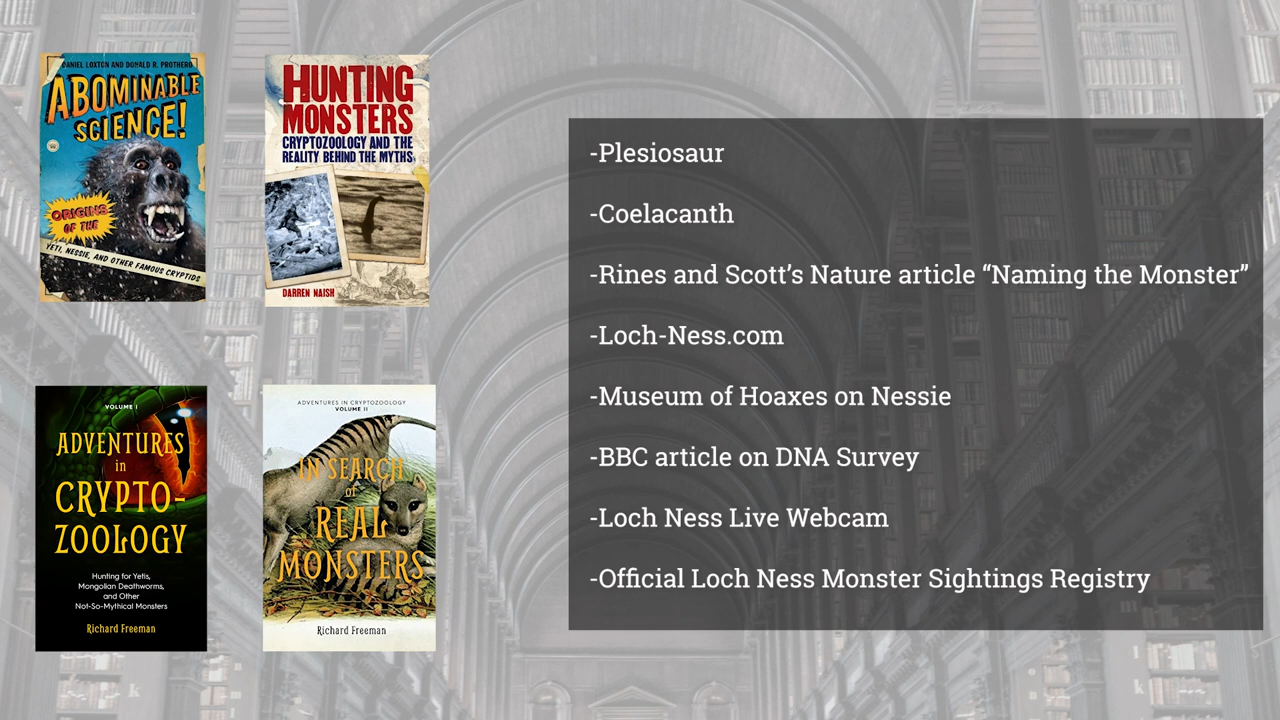 DANIEL LOXTON AND DONALD R. PROTHERO
ABOMINABLE
SCIENCE!
ORIGINS
OF THE
YETI, NESSIE, AND OTHER FAMOUS CRYPTIDS
HUNTING
MONSTERS
CRYPTOZOOLOGY AND THE
REALITY BEHIND THE MYTHS
DARREN NAISH
VOLUME I
ADVENTURES
in
CRYPTO-
ZOOLOGY
Hunting for Yetis,
Mongolian Deathworms,
and Other
Not-So-Mythical Monsters
Richard Freeman
ADVENTURES IN CRYPTOZOOLOGY
VOLUME II
IN SEARCH
of
REAL
MONSTERS
Richard Freeman
-Plesiosaur
-Coelacanth
-Rines and Scott’s Nature article “Naming the Monster”
-Loch-Ness.com
-Museum of Hoaxes on Nessie
-BBC article on DNA Survey
-Loch Ness Live Webcam
-Official Loch Ness Monster Sightings Registry